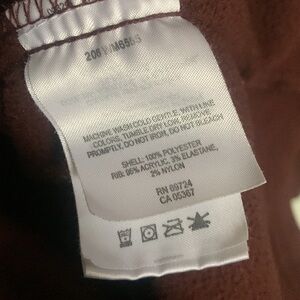 MACHINE WASH COLD GENTLE, WITH LIKE
COLORS, TUMBLE DRY LOW, REMOVE
PROMPTLY, DO NOT IRON, DO NOT BLEACH
SHELL: 100% POLYESTER
RIB: 95% ACRYLIC, 3% ELASTANE,
2% NYLON
RN 69724
CA 05367